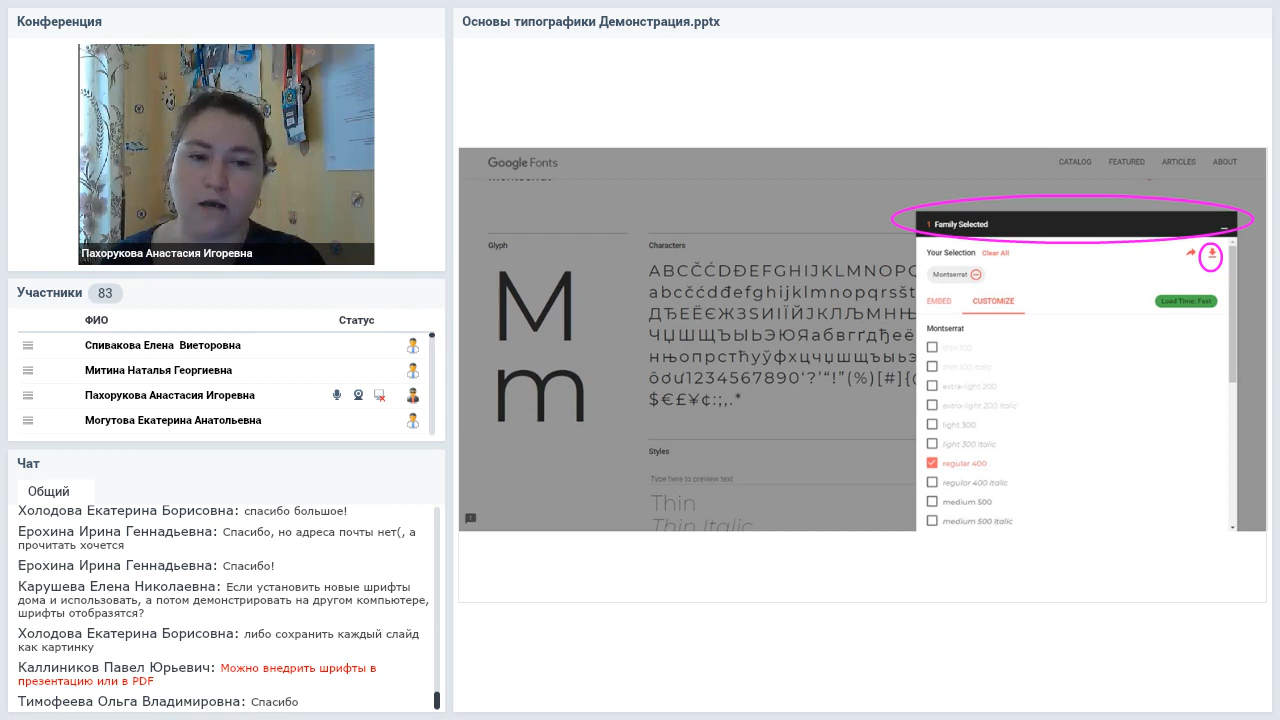 Конференция
Пахорукова Анастасия Игоревна
Участники 83
ФИО Статус
Спивакова Елена Виеторовна
Митина Наталья Георгиевна
Пахорукова Анастасия Игоревна
Могутова Екатерина Анатольевна
Чат
Общий
Холодова Екатерина Борисовна: спасибо большое!
Ерохина Ирина Геннадьевна: Спасибо, но адреса почты нет(, а
прочитать хочется
Ерохина Ирина Геннадьевна: Спасибо!
Карушева Елена Николаевна: Если установить новые шрифты
дома и использовать, а потом демонстрировать на другом компьютере,
шрифты отобразятся?
Холодова Екатерина Борисовна: либо сохранить каждый слайд
как картинку
Каллиников Павел Юрьевич: Можно внедрить шрифты в
презентацию или в PDF
Тимофеева Ольга Владимировна: Спасибо
Основы типографики Демонстрация.pptx
Google Fonts
CATALOG FEATURED ARTICLES ABOUT
Glyph
Mm
Characters
ABCČĆDĐEFGHIJKLMNOPQ
abcčćdđefghijklmnopqrsšt
ЧЏШЩЪЫЬЭЮЯабвгґдђеё
ôơư1234567890‘?’“!”(%)[#]{
$€£¥¢:;,.*
Styles
Type here to preview text
Thin
Thin Italic
1 Family Selected
Your Selection Clear All
Montserrat
EMBED CUSTOMIZE Load Time: Fast
Montserrat
thin 100
thin 100 Italic
extra-light 200
extra-light 200 Italic
light 300
light 300 Italic
regular 400
regular 400 Italic
medium 500
medium 500 Italic